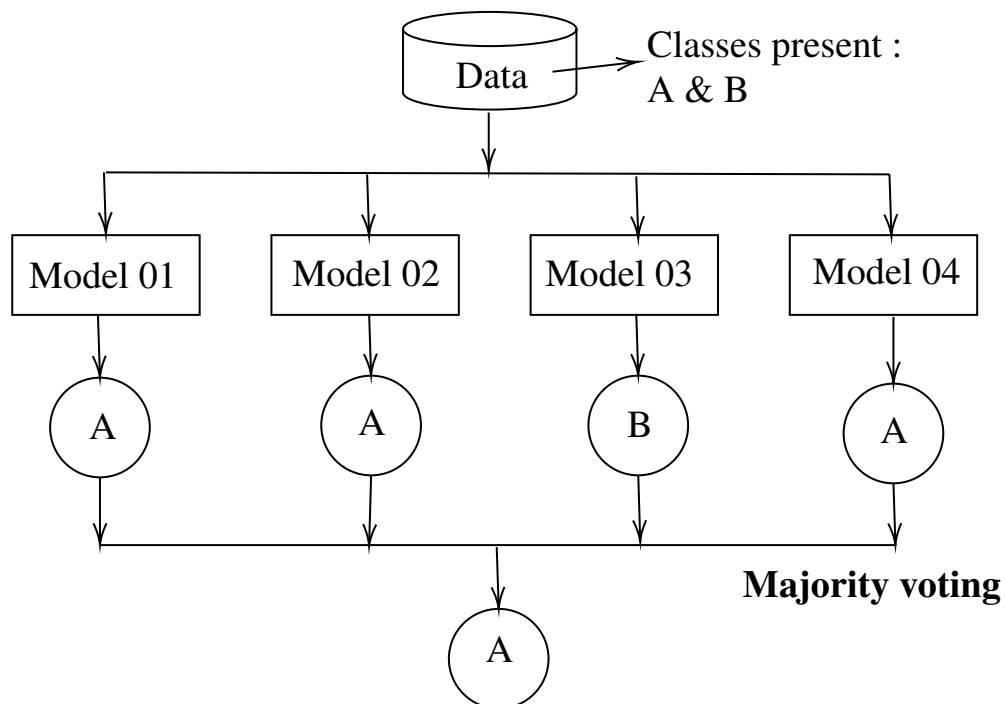 Data
Classes present :
A & B
Model 01
Model 02
Model 03
Model 04
A
A
B
A
Majority voting
A